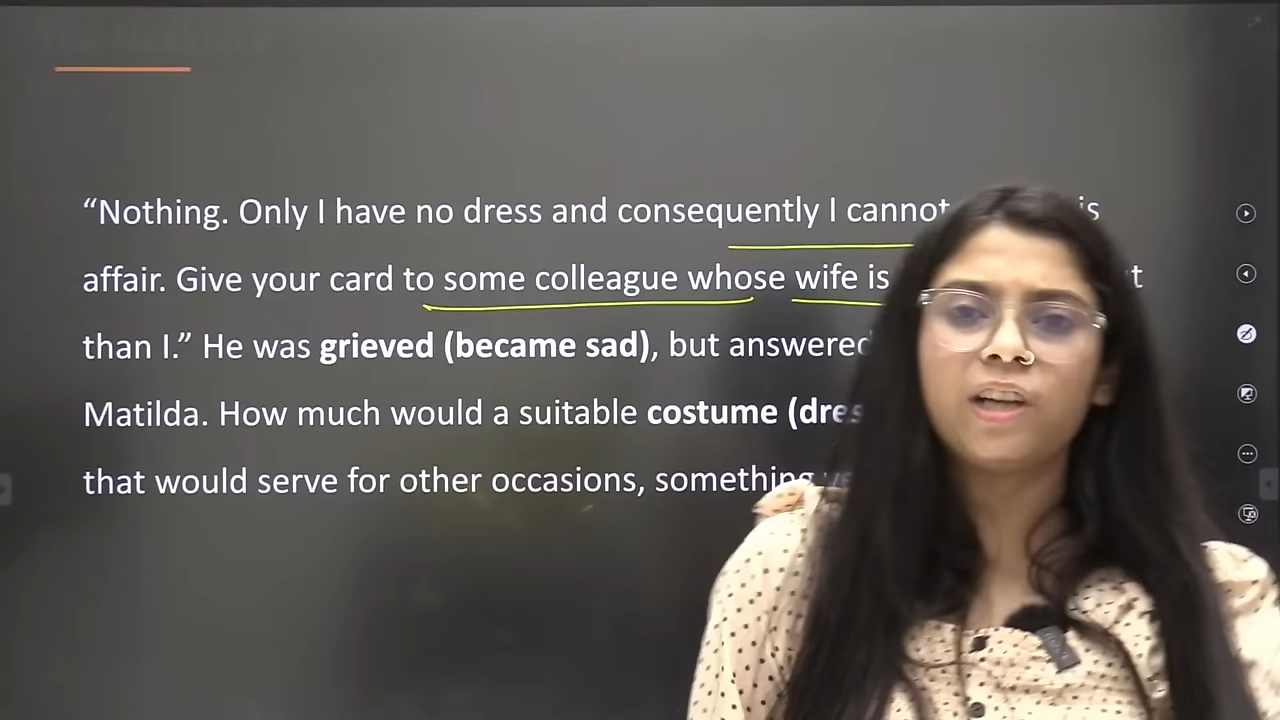 “Nothing. Only I have no dress and consequently I cannot is
affair. Give your card to some colleague whose wife is
than I.” He was grieved (became sad), but answered
Matilda. How much would a suitable costume (dres
that would serve for other occasions, something